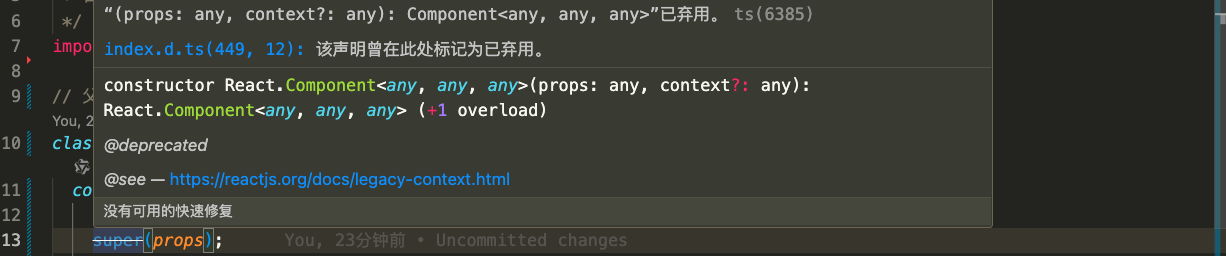 “(props: any, context?: any): Component<any, any, any>”已弃用。 ts(6385)
index.d.ts(449, 12): 该声明曾在此处标记为已弃用。
constructor React.Component<any, any, any>(props: any, context?: any):
React.Component<any, any, any> (+1 overload)
@deprecated
@see — https://reactjs.org/docs/legacy-context.html
没有可用的快速修复
6 */
7 impo
8
9 // 父
You, 2
10 clas
11 co
12
13 super(props); You, 23分钟前 • Uncommitted changes